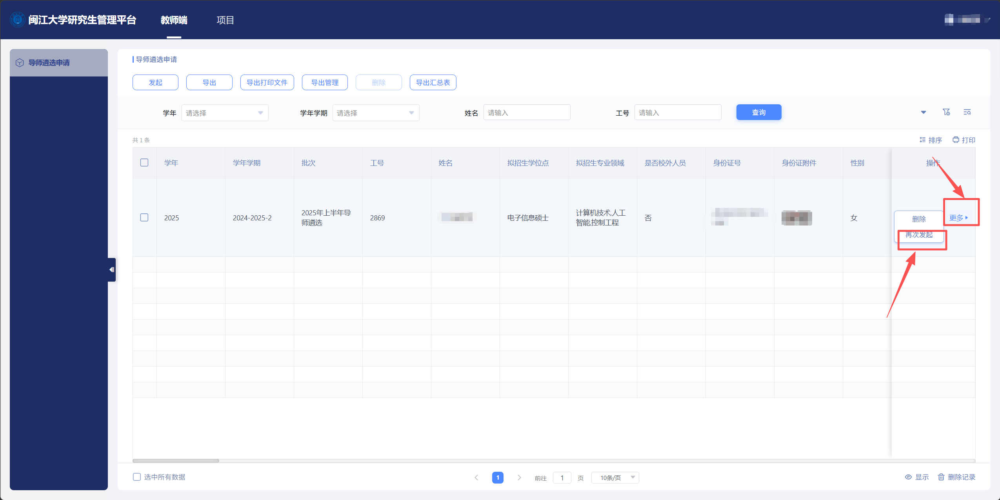 闽江大学研究生管理平台 教师端 项目
导师遴选申请
导师遴选申请
发起 导出 导出打印文件 导出管理 删除 导出汇总表
学年 请选择 学年学期 请选择 姓名 请输入 工号 请输入 查询
共 1 条 排序 打印
学年 学年学期 批次 工号 姓名 拟招生学位点 拟招生专业领域 是否校外人员 身份证号 身份证附件 性别 操作
2025 2024-2025-2 2025年上半年导
师遴选 2869 电子信息硕士 计算机技术,人工
智能,控制工程 否 女 更多
删除
再次发起
选中所有数据 1 前往 1 页 10条/页 显示 删除记录